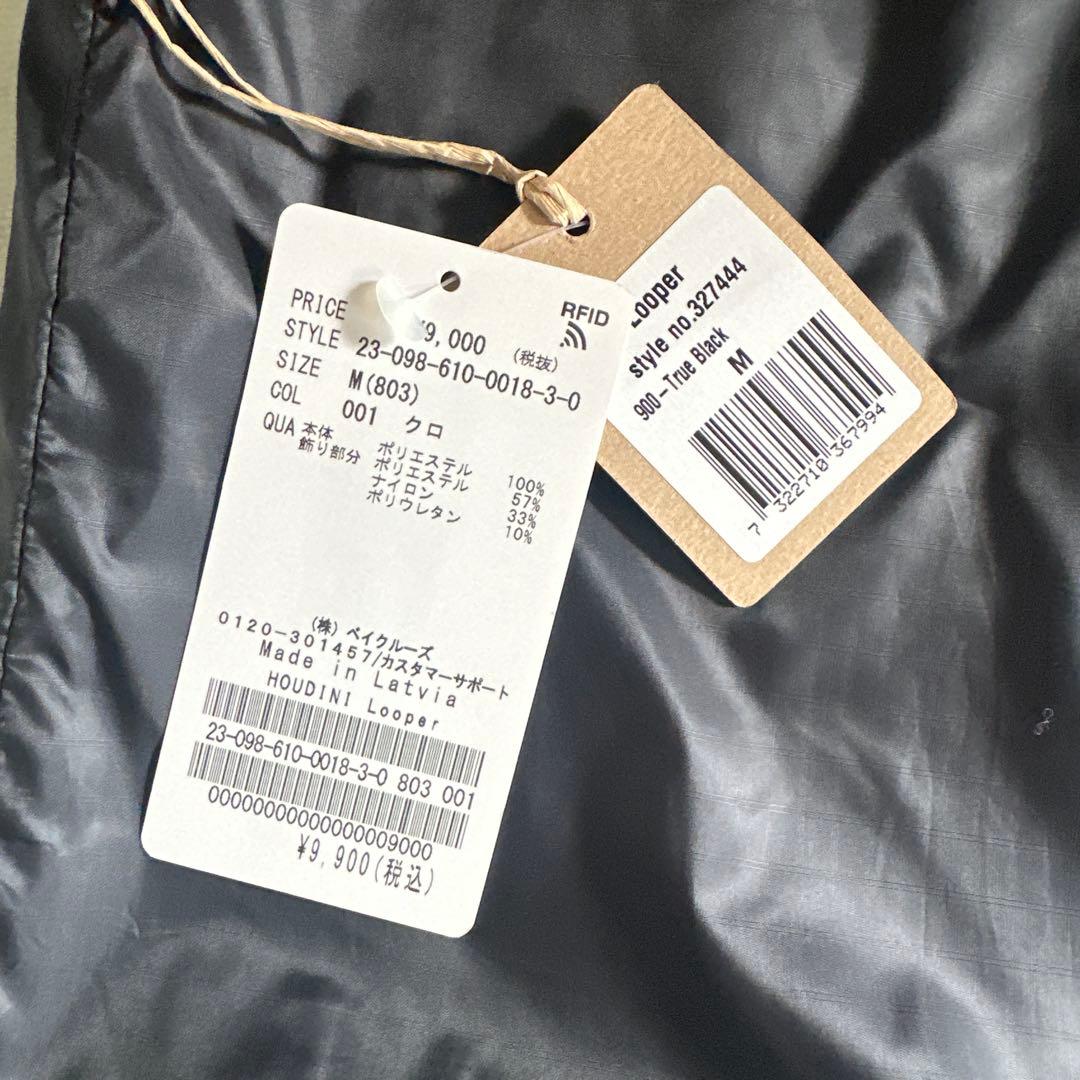 PRICE ¥9,000 (税抜)
RFID
STYLE 23-098-610-0018-3-0
SIZE M(803)
COL 001 クロ
QUA 本体 ポリエステル 100%
飾り部分 ポリエステル 57%
ナイロン 33%
ポリウレタン 10%
(株) ベイクルーズ
0120-301457/カスタマーサポート
Made in Latvia
HOUDINI Looper
23-098-610-0018-3-0 803 001
0000000000000009000
¥9,900(税込)
Looper
style no.327444
900-True Black
M
7 322710 367994